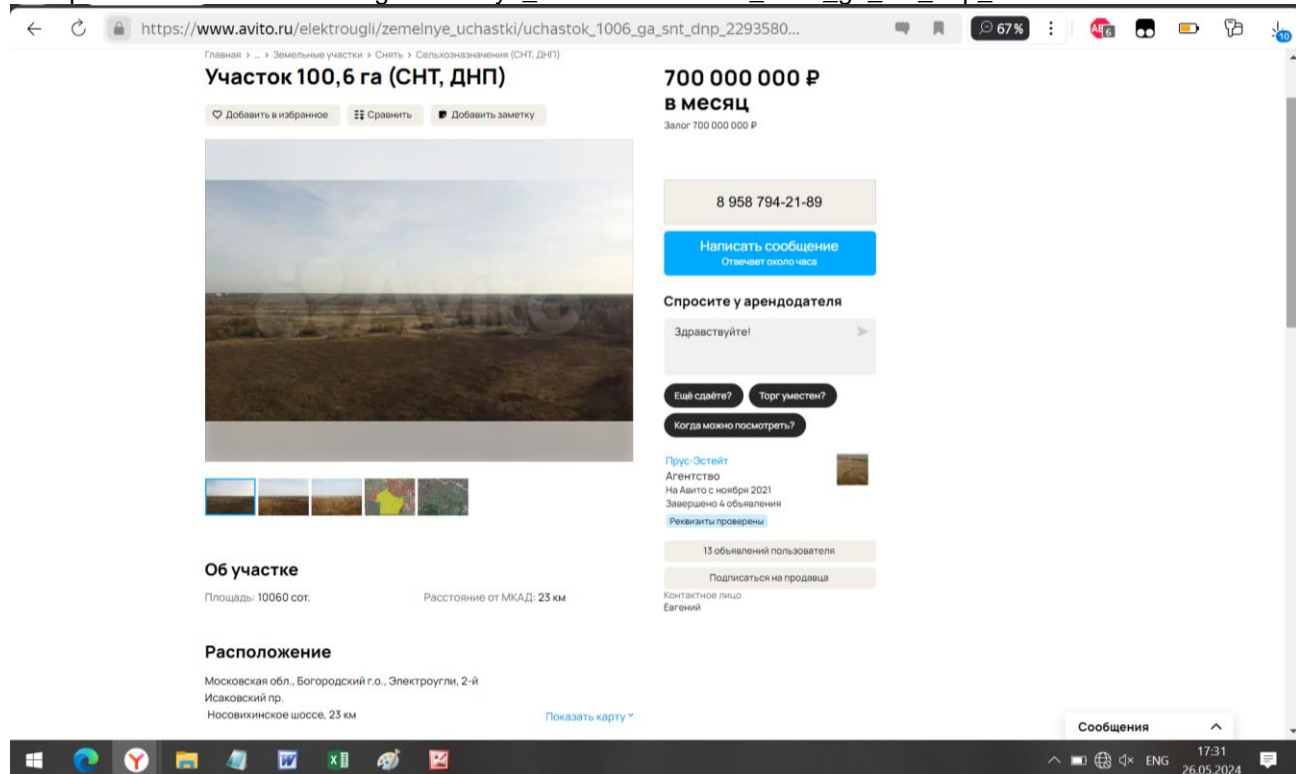 https://www.avito.ru/elektrougli/zemelnye_uchastki/uchastok_1006_ga_snt_dnp_2293580...
67%
Главная > ... > Земельные участки > Снять > Сельхозназначения (СНТ, ДНП)
Участок 100,6 га (СНТ, ДНП)
Добавить в избранное
Сравнить
Добавить заметку
Avito
700 000 000 ₽
в месяц
Залог 700 000 000 ₽
8 958 794-21-89
Написать сообщение
Отвечает около часа
Спросите у арендодателя
Здравствуйте!
Ещё сдаёте?
Торг уместен?
Когда можно посмотреть?
Прус-Эстейт
Агентство
На Авито с ноября 2021
Завершено 4 объявления
Реквизиты проверены
13 объявлений пользователя
Подписаться на продавца
Контактное лицо
Евгений
Об участке
Площадь: 10060 сот.
Расстояние от МКАД: 23 км
Расположение
Московская обл., Богородский г.о., Электроугли, 2-й
Исаковский пр.
Носовихинское шоссе, 23 км
Показать карту
Сообщения
ENG
17:31
26.05.2024